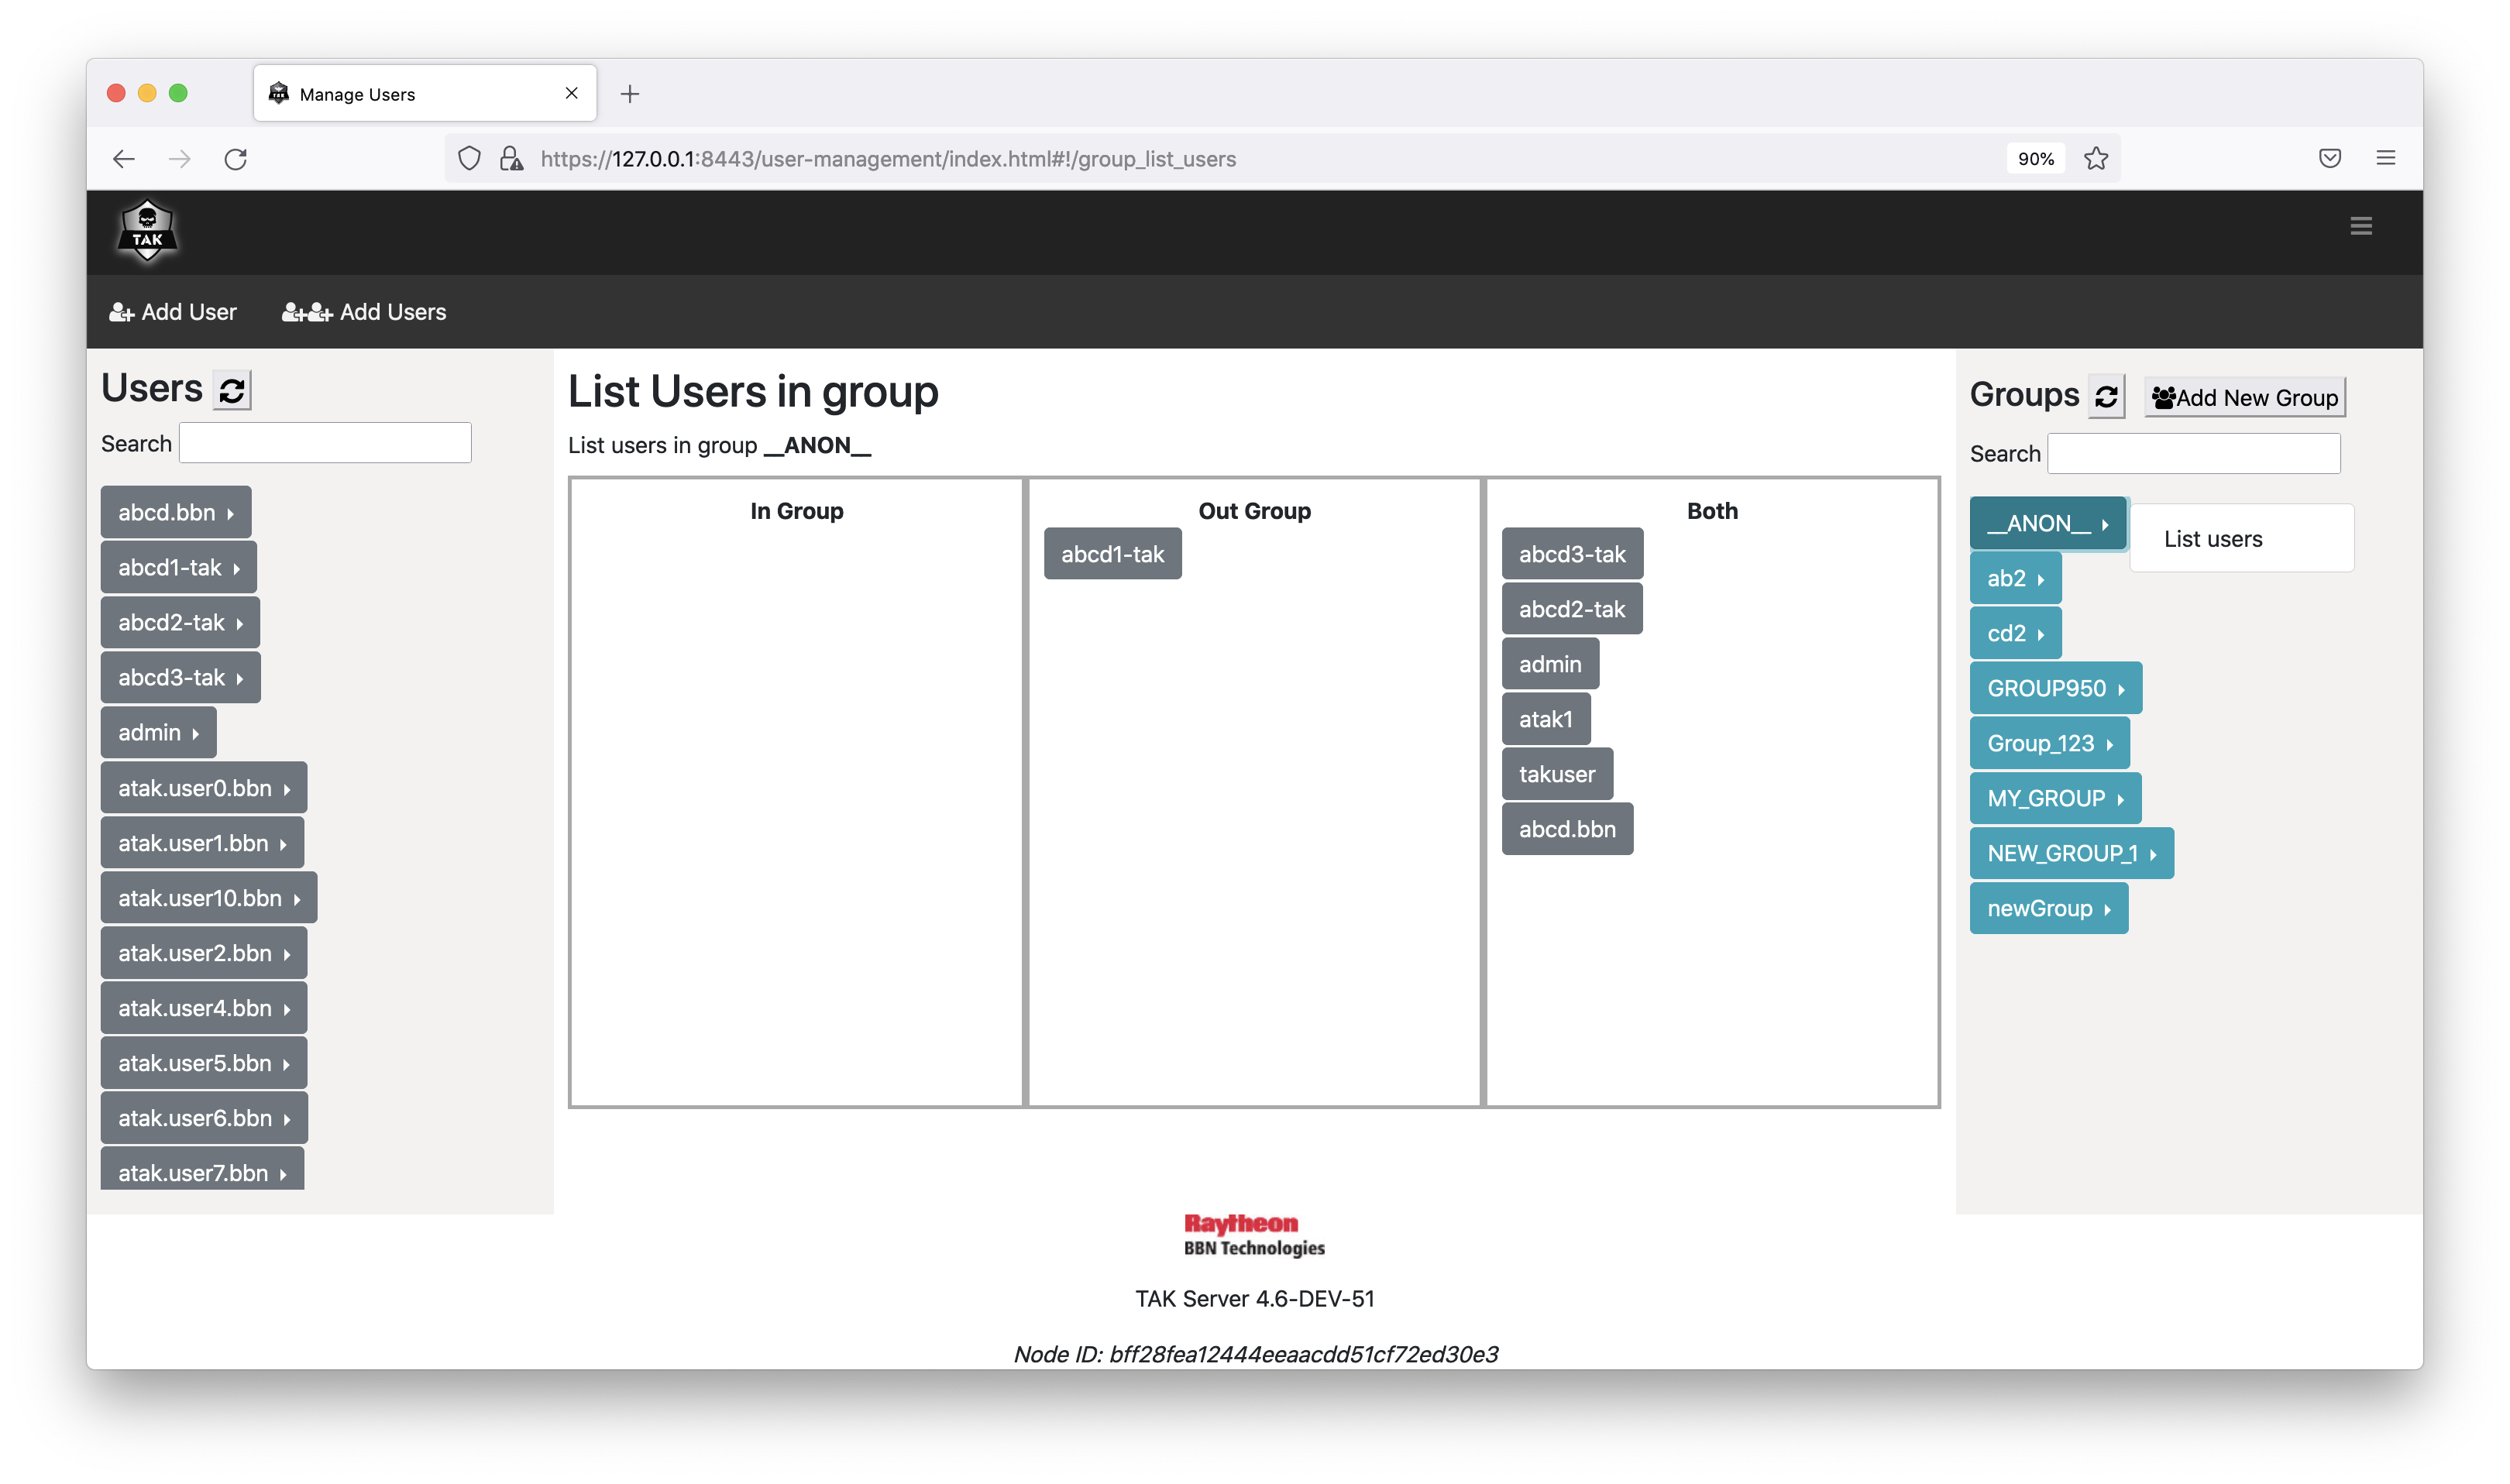 Manage Users
https://127.0.0.1:8443/user-management/index.html#!/group_list_users
90%
TAK
Add User
Add Users
Users
Search
abcd.bbn
abcd1-tak
abcd2-tak
abcd3-tak
admin
atak.user0.bbn
atak.user1.bbn
atak.user10.bbn
atak.user2.bbn
atak.user4.bbn
atak.user5.bbn
atak.user6.bbn
atak.user7.bbn
List Users in group
List users in group __ANON__
In Group
Out Group
abcd1-tak
Both
abcd3-tak
abcd2-tak
admin
atak1
takuser
abcd.bbn
Groups
Add New Group
Search
__ANON__
List users
ab2
cd2
GROUP950
Group_123
MY_GROUP
NEW_GROUP_1
newGroup
Raytheon
BBN Technologies
TAK Server 4.6-DEV-51
Node ID: bff28fea12444eeaacdd51cf72ed30e3